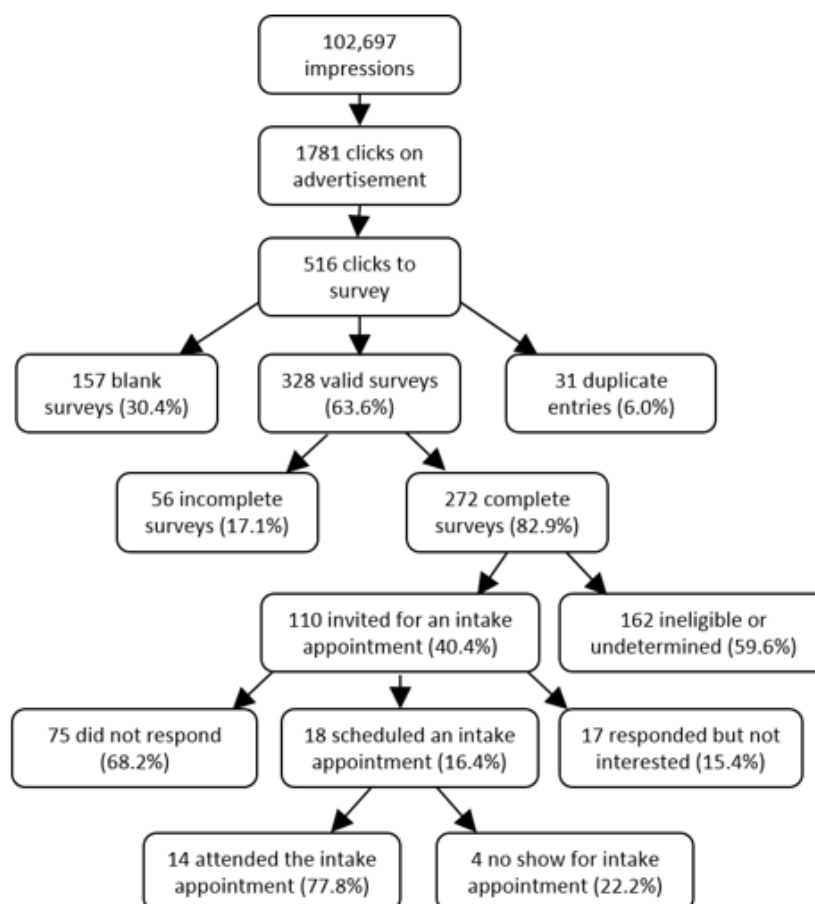 102,697
impressions
1781 clicks on
advertisement
516 clicks to
survey
157 blank
surveys (30.4%)
328 valid surveys
(63.6%)
31 duplicate
entries (6.0%)
56 incomplete
surveys (17.1%)
272 complete
surveys (82.9%)
110 invited for an intake
appointment (40.4%)
162 ineligible or
undetermined (59.6%)
75 did not respond
(68.2%)
18 scheduled an intake
appointment (16.4%)
17 responded but not
interested (15.4%)
14 attended the intake
appointment (77.8%)
4 no show for intake
appointment (22.2%)